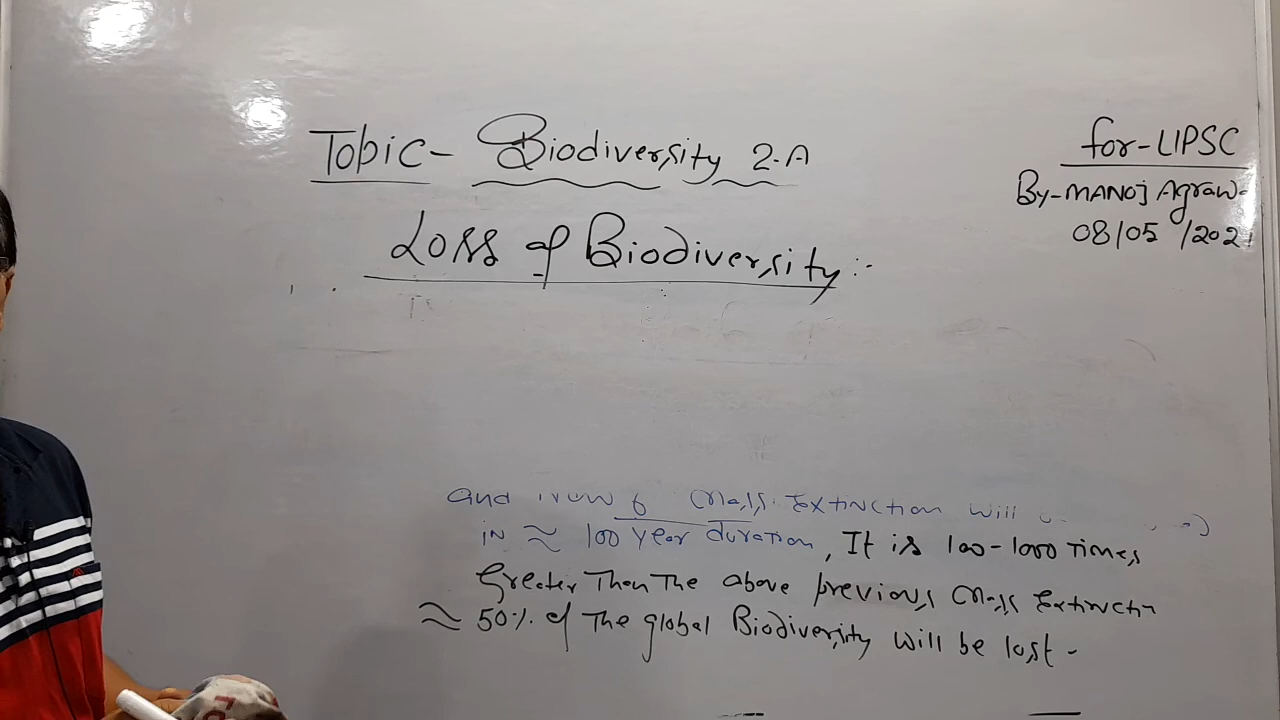 Topic- Biodiversity 2.A
for-UPSC
By-MANOJ Agraw
08/05/202
Loss of Biodiversity:-
and now 6 Mass Extinction will
in ≈ 100 year duration, It is 100-1000 Times
Greater Than The above previous Mass Extinctn
≈ 50% of The global Biodiversity will be lost-